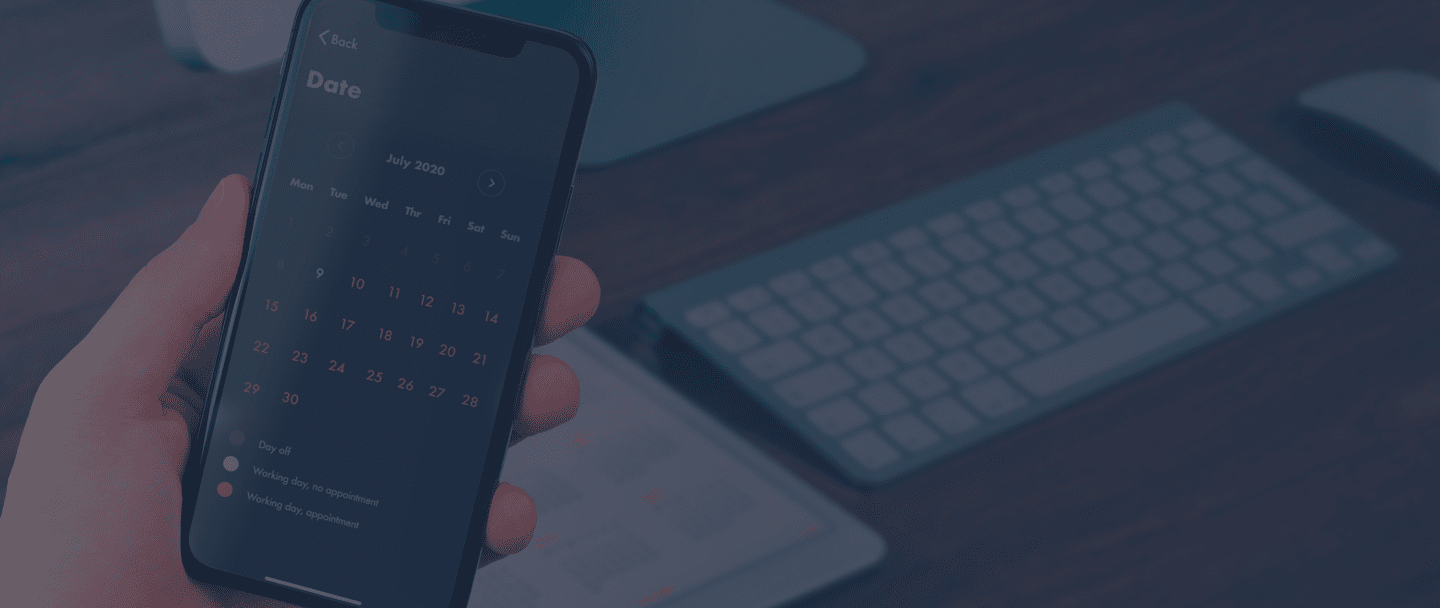 Back
Date
July 2020
Mon Tue Wed Thr Fri Sat Sun
1 2 3 4 5 6 7
8 9 10 11 12 13 14
15 16 17 18 19 20 21
22 23 24 25 26 27 28
29 30
Day off
Working day, no appointment
Working day, appointment